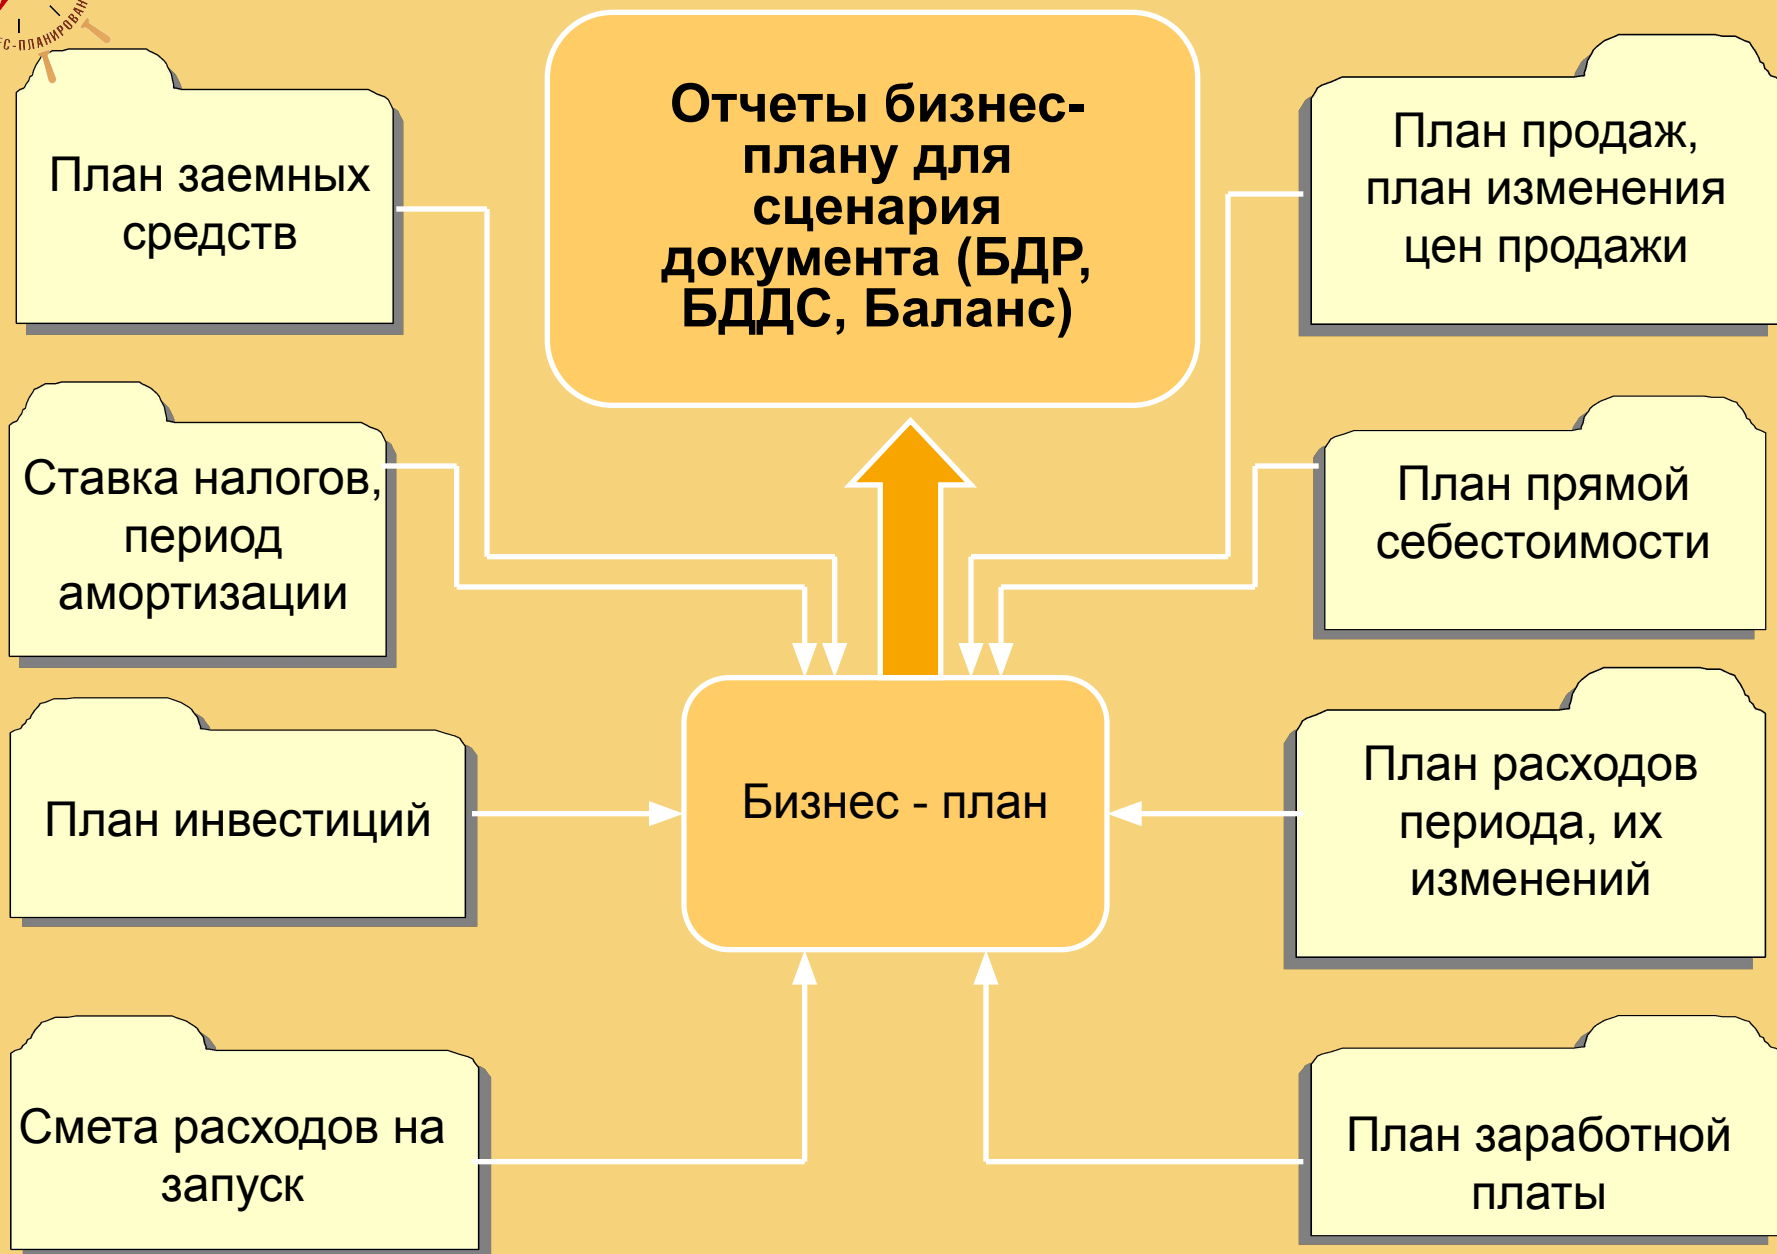 План заемных
средств
Отчеты бизнес-
плану для
сценария
документа (БДР,
БДДС, Баланс)
План продаж,
план изменения
цен продажи
Ставка налогов,
период
амортизации
План прямой
себестоимости
План инвестиций
Бизнес - план
План расходов
периода, их
изменений
Смета расходов на
запуск
План заработной
платы